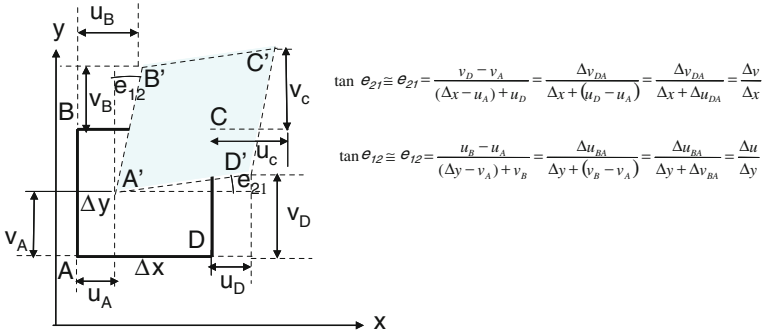 y
u_B
C'
B'
e_12
B
v_B
v_c
C
u_c
D'
A'
e_21
Δy
v_A
D
v_D
A
Δx
u_A
u_D
x
tan e_21 ≅ e_21 = (v_D − v_A)/((Δx − u_A) + u_D) = Δv_DA/(Δx + (u_D − u_A)) = Δv_DA/(Δx + Δu_DA) = Δv/Δx
tan e_12 ≅ e_12 = (u_B − u_A)/((Δy − v_A) + v_B) = Δu_BA/(Δy + (v_B − v_A)) = Δu_BA/(Δy + Δv_BA) = Δu/Δy